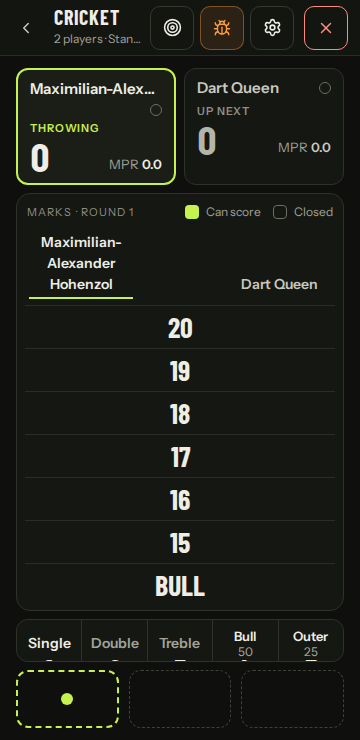 CRICKET
2 players·Stan…
Maximilian-Alex…
THROWING
0
MPR 0.0
Dart Queen
UP NEXT
0
MPR 0.0
MARKS · ROUND 1
Can score
Closed
Maximilian-
Alexander
Hohenzol
Dart Queen
20
19
18
17
16
15
BULL
Single
Double
Treble
Bull
50
Outer
25